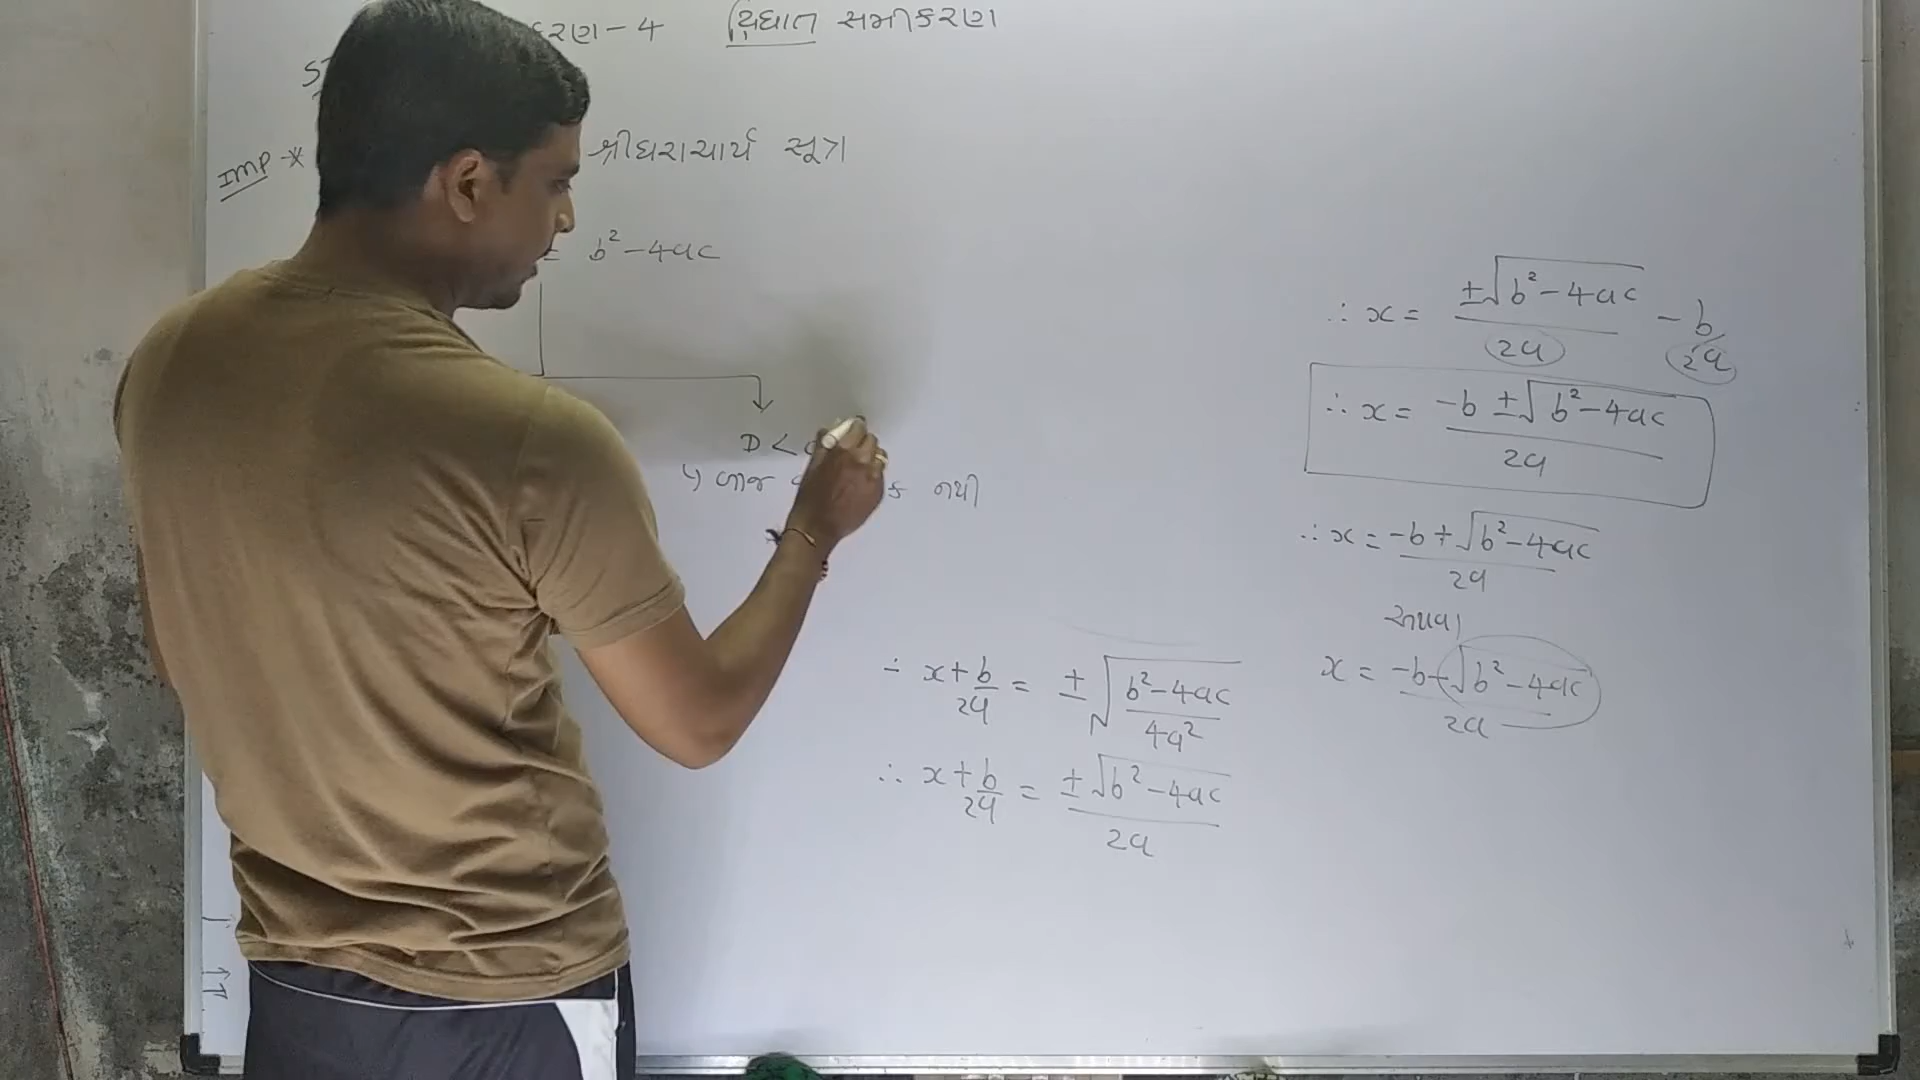 કરણ - 4 દ્વિઘાત સમીકરણ
IMP * શ્રીધરાચાર્ય સૂત્ર
= b² - 4ac
D <
↳ બીજ ક નથી
∴ x + b/2a = ± √(b² - 4ac / 4a²)
∴ x + b/2a = ±√(b² - 4ac) / 2a
∴ x = ±√(b² - 4ac) / 2a - b/2a
∴ x = -b ± √(b² - 4ac) / 2a
∴ x = -b + √(b² - 4ac) / 2a
અથવા
x = -b - √(b² - 4ac) / 2a